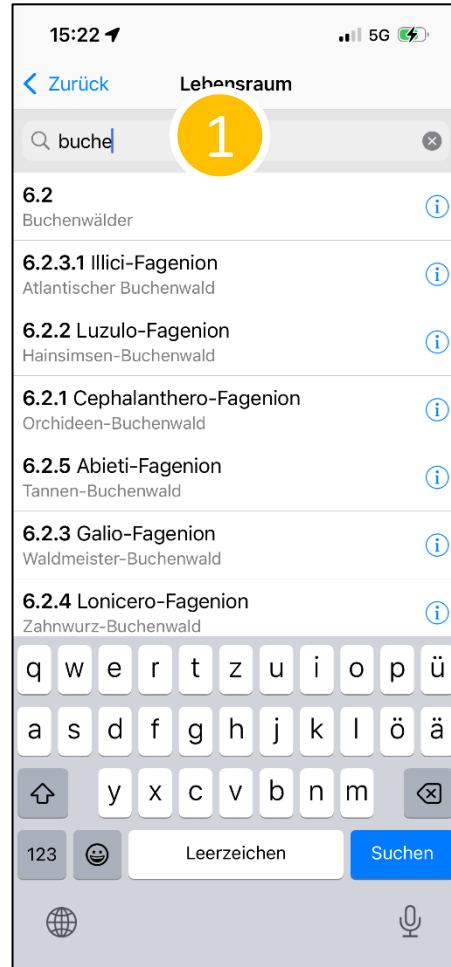 15:22 5G
Zurück Lebensraum
buche 1
6.2
Buchenwälder
6.2.3.1 Illici-Fagenion
Atlantischer Buchenwald
6.2.2 Luzulo-Fagenion
Hainsimsen-Buchenwald
6.2.1 Cephalanthero-Fagenion
Orchideen-Buchenwald
6.2.5 Abieti-Fagenion
Tannen-Buchenwald
6.2.3 Galio-Fagenion
Waldmeister-Buchenwald
6.2.4 Lonicero-Fagenion
Zahnwurz-Buchenwald
q w e r t z u i o p ü
a s d f g h j k l ö ä
y x c v b n m
123 Leerzeichen Suchen